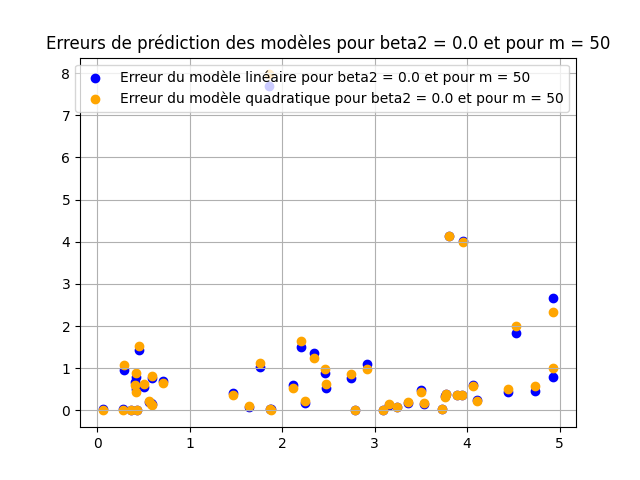 Erreurs de prédiction des modèles pour beta2 = 0.0 et pour m = 50
Erreur du modèle linéaire pour beta2 = 0.0 et pour m = 50
Erreur du modèle quadratique pour beta2 = 0.0 et pour m = 50
8
7
6
5
4
3
2
1
0
0 1 2 3 4 5